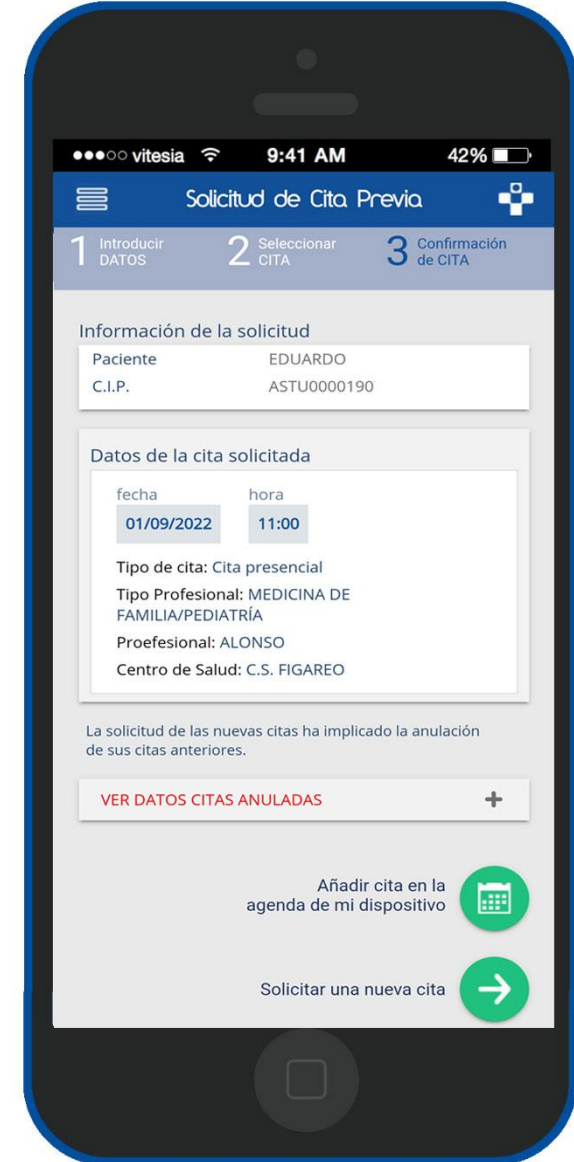 vitesia 9:41 AM 42%
Solicitud de Cita Previa
1 Introducir DATOS 2 Seleccionar CITA 3 Confirmación de CITA
Información de la solicitud
Paciente EDUARDO
C.I.P. ASTU0000190
Datos de la cita solicitada
fecha hora
01/09/2022 11:00
Tipo de cita: Cita presencial
Tipo Profesional: MEDICINA DE
FAMILIA/PEDIATRÍA
Proefesional: ALONSO
Centro de Salud: C.S. FIGAREO
La solicitud de las nuevas citas ha implicado la anulación
de sus citas anteriores.
VER DATOS CITAS ANULADAS +
Añadir cita en la
agenda de mi dispositivo
Solicitar una nueva cita